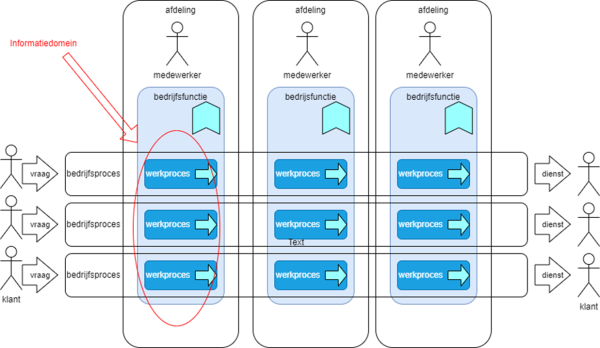 afdeling afdeling afdeling
Informatiedomein
medewerker medewerker medewerker
bedrijfsfunctie bedrijfsfunctie bedrijfsfunctie
vraag bedrijfsproces werkproces werkproces werkproces dienst
vraag bedrijfsproces werkproces werkproces werkproces dienst
Text
vraag bedrijfsproces werkproces werkproces werkproces dienst
klant klant